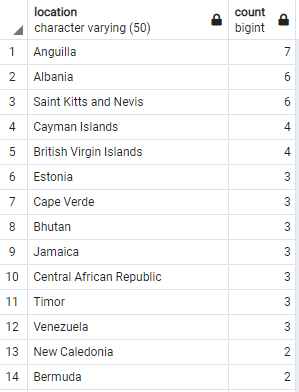 location count
character varying (50) bigint
1 Anguilla 7
2 Albania 6
3 Saint Kitts and Nevis 6
4 Cayman Islands 4
5 British Virgin Islands 4
6 Estonia 3
7 Cape Verde 3
8 Bhutan 3
9 Jamaica 3
10 Central African Republic 3
11 Timor 3
12 Venezuela 3
13 New Caledonia 2
14 Bermuda 2